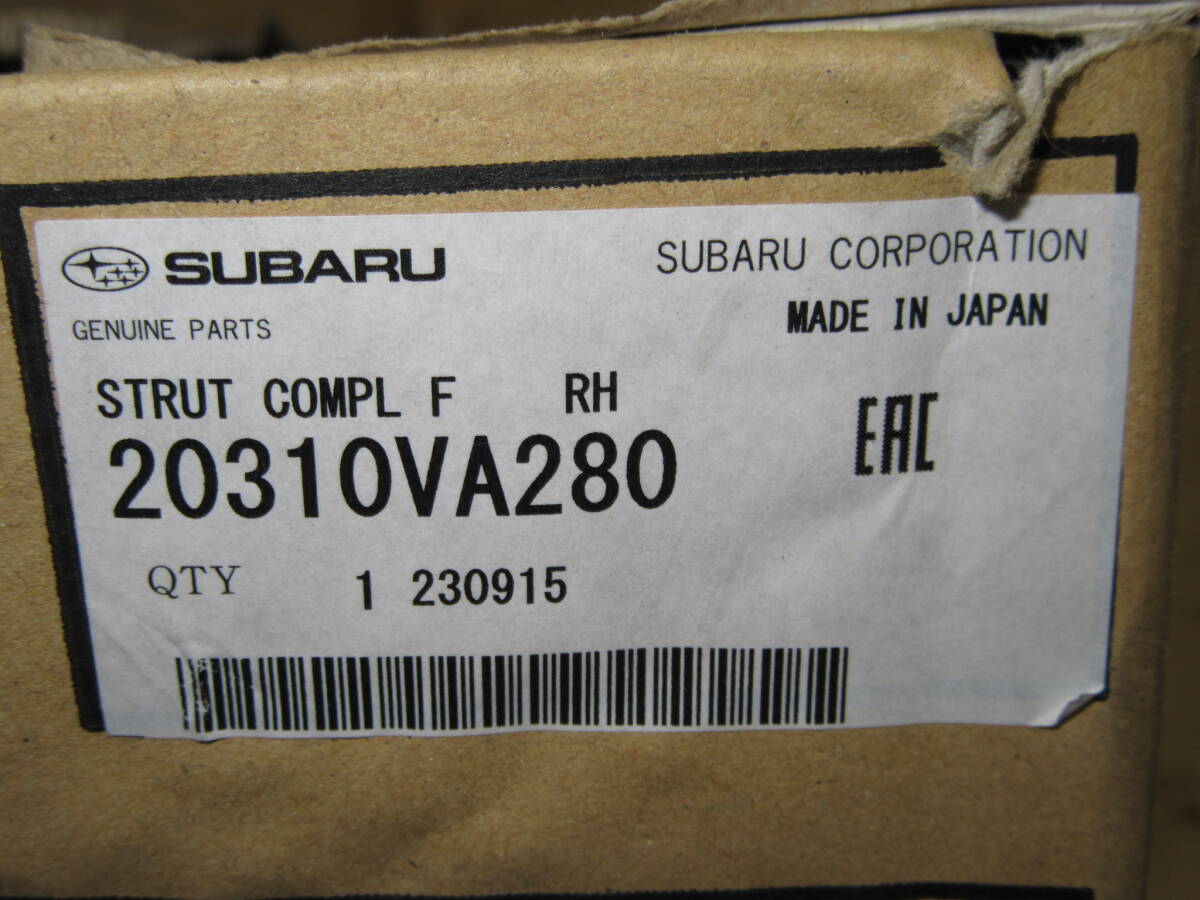 SUBARU
SUBARU CORPORATION
GENUINE PARTS
MADE IN JAPAN
STRUT COMPL F RH
20310VA280
EAC
QTY 1 230915